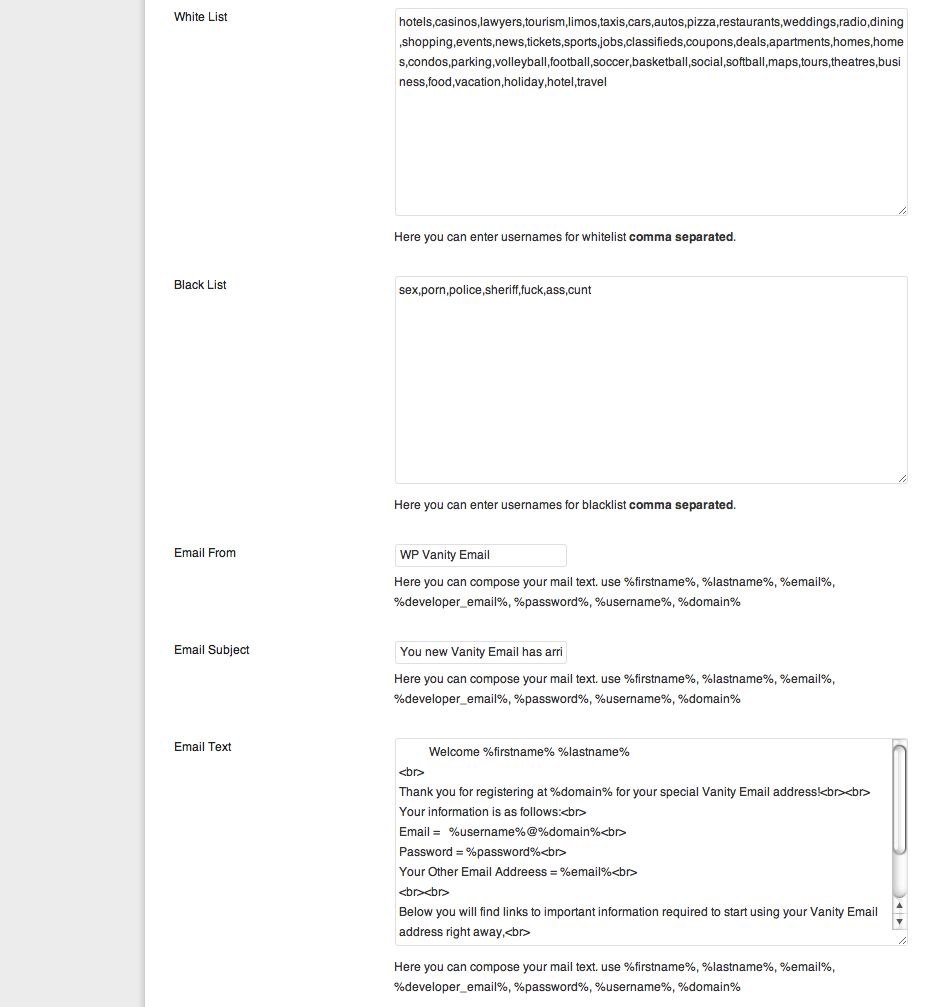 White List
hotels,casinos,lawyers,tourism,limos,taxis,cars,autos,pizza,restaurants,weddings,radio,dining
,shopping,events,news,tickets,sports,jobs,classifieds,coupons,deals,apartments,homes,home
s,condos,parking,volleyball,football,soccer,basketball,social,softball,maps,tours,theatres,busi
ness,food,vacation,holiday,hotel,travel
Here you can enter usernames for whitelist comma separated.
Black List
sex,porn,police,sheriff,fuck,ass,cunt
Here you can enter usernames for blacklist comma separated.
Email From
WP Vanity Email
Here you can compose your mail text. use %firstname%, %lastname%, %email%,
%developer_email%, %password%, %username%, %domain%
Email Subject
You new Vanity Email has arri
Here you can compose your mail text. use %firstname%, %lastname%, %email%,
%developer_email%, %password%, %username%, %domain%
Email Text
Welcome %firstname% %lastname%
<br>
Thank you for registering at %domain% for your special Vanity Email address!<br><br>
Your information is as follows:<br>
Email = %username%@%domain%<br>
Password = %password%<br>
Your Other Email Addreess = %email%<br>
<br><br>
Below you will find links to important information required to start using your Vanity Email
address right away,<br>
Here you can compose your mail text. use %firstname%, %lastname%, %email%,
%developer_email%, %password%, %username%, %domain%